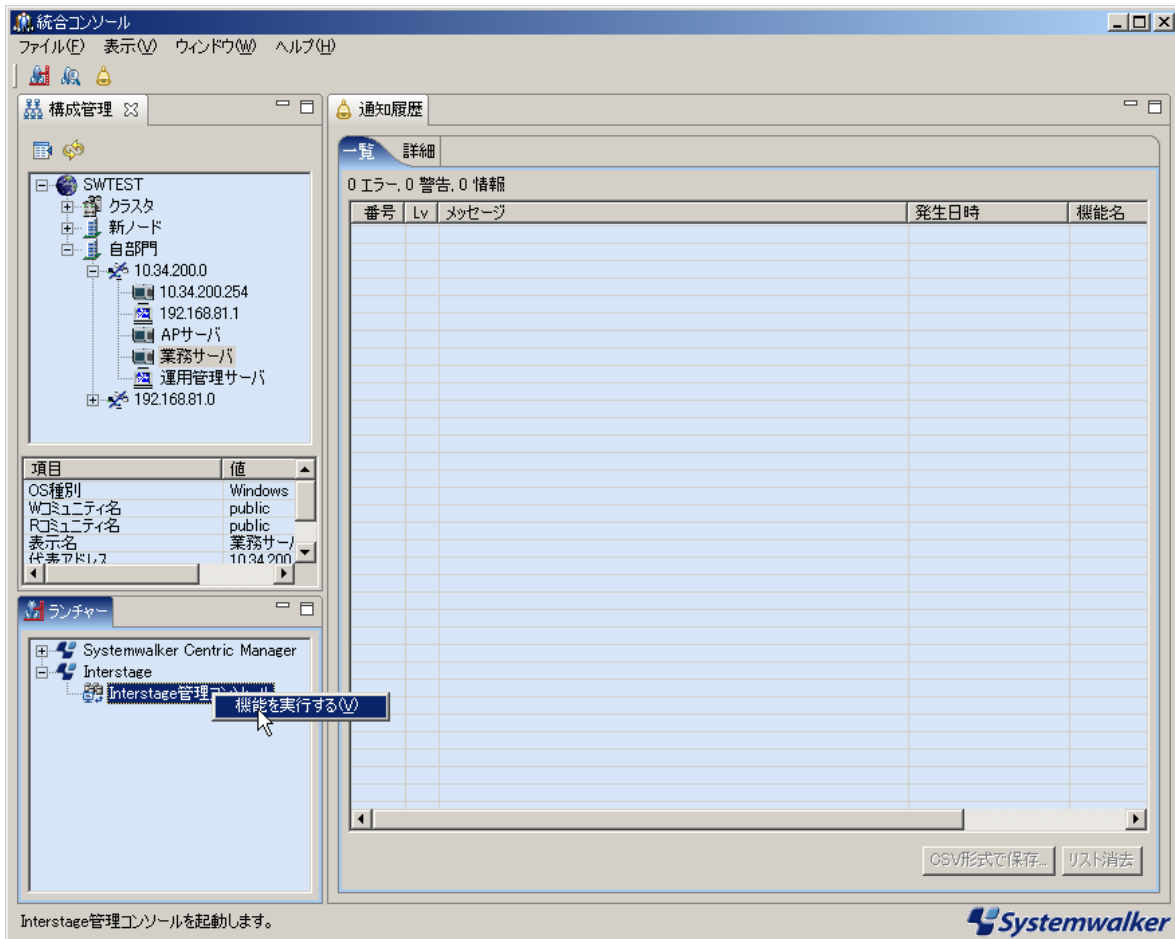 統合コンソール
ファイル(F) 表示(V) ウィンドウ(W) ヘルプ(H)
構成管理
SWTEST
クラスタ
新ノード
自部門
10.34.200.0
10.34.200.254
192.168.81.1
APサーバ
業務サーバ
運用管理サーバ
192.168.81.0
項目 値
OS種別 Windows
Wコミュニティ名 public
Rコミュニティ名 public
表示名 業務サー
代表アドレス 10.34.200
ランチャー
Systemwalker Centric Manager
Interstage
Interstage管理コンソール
機能を実行する(V)
通知履歴
一覧 詳細
0 エラー, 0 警告, 0 情報
番号 Lv メッセージ 発生日時 機能名
CSV形式で保存... リスト消去
Interstage管理コンソールを起動します。
Systemwalker